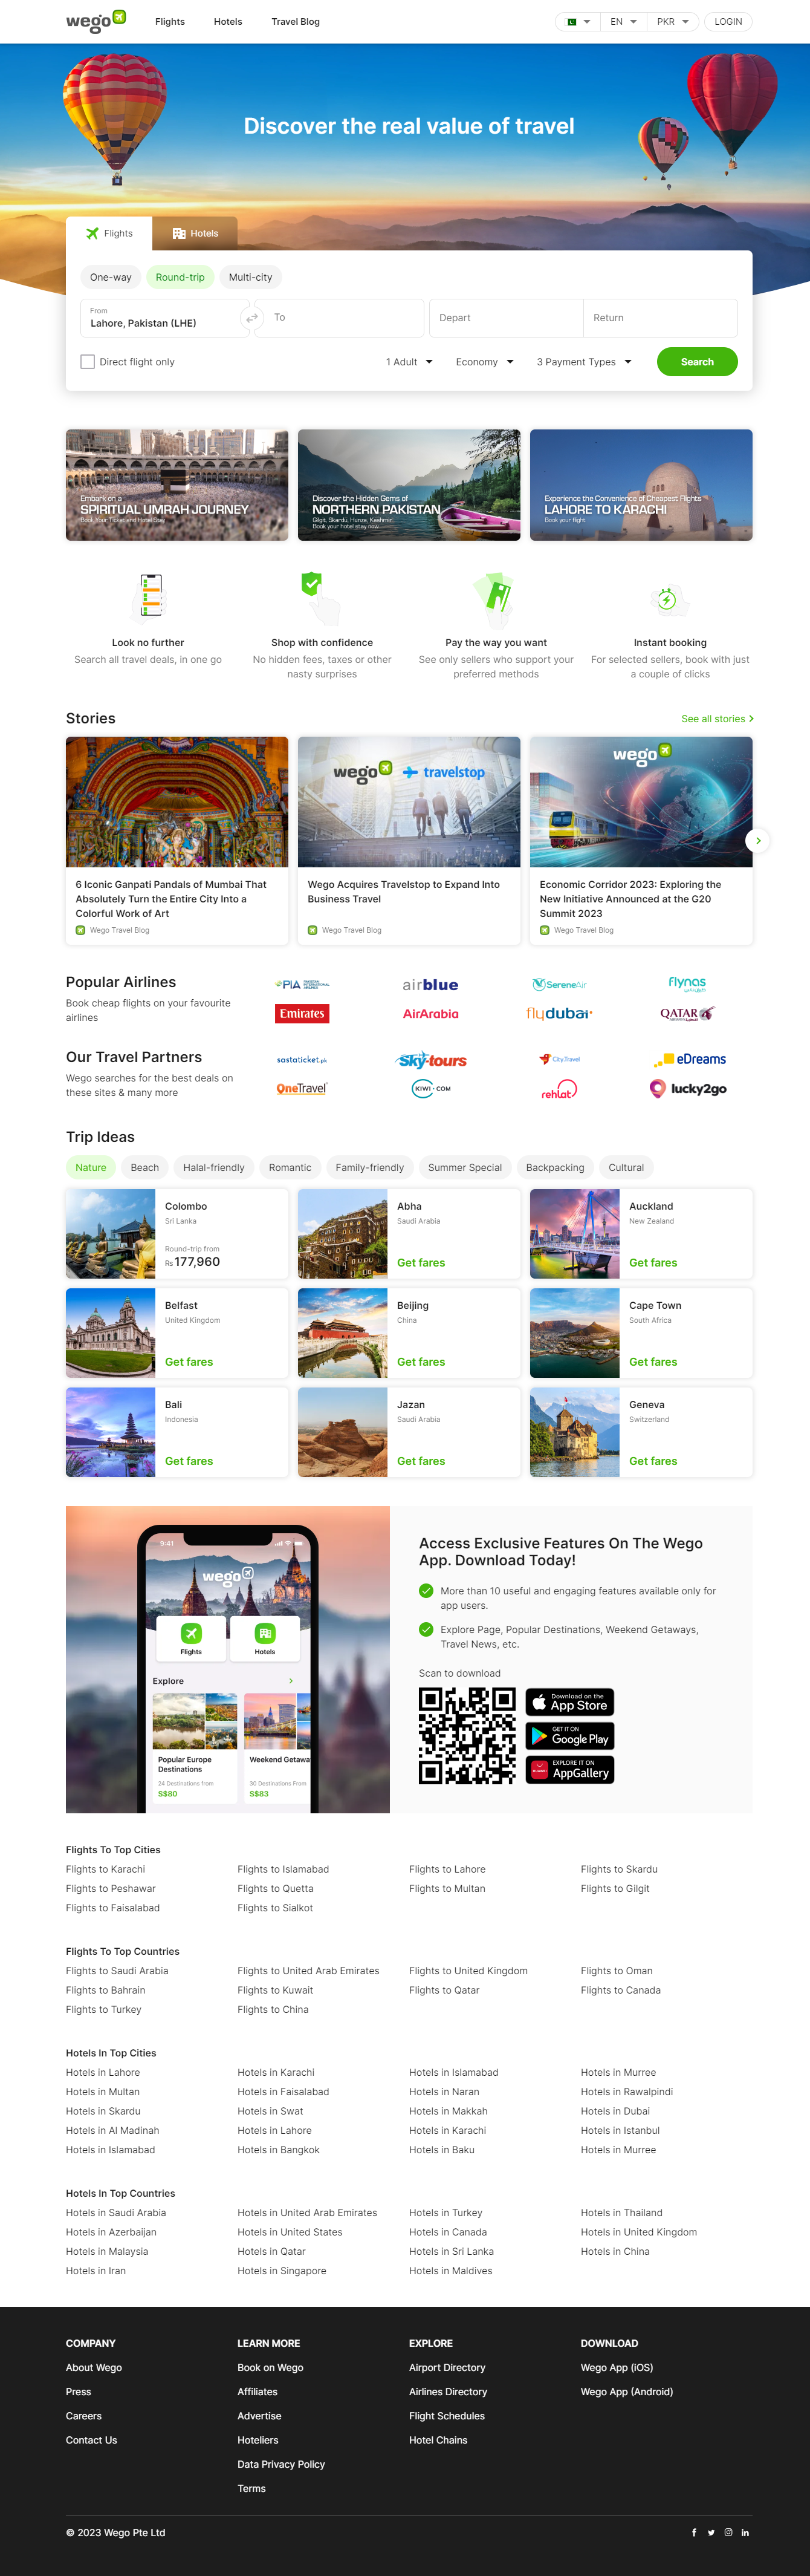 wego
Flights
Hotels
Travel Blog
EN
PKR
LOGIN
Discover the real value of travel
Flights
Hotels
One-way
Round-trip
Multi-city
From
Lahore, Pakistan (LHE)
To
Depart
Return
Direct flight only
1 Adult
Economy
3 Payment Types
Search
Embark on a
SPIRITUAL UMRAH JOURNEY
Book Your Ticket and Hotel Stay
Discover the Hidden Gems of
NORTHERN PAKISTAN
Gilgit, Skardu, Hunza, Kashmir.
Book your hotel stay now
Experience the Convenience of Cheapest Flights
LAHORE TO KARACHI
Book your flight
Look no further
Search all travel deals, in one go
Shop with confidence
No hidden fees, taxes or other
nasty surprises
Pay the way you want
See only sellers who support your
preferred methods
Instant booking
For selected sellers, book with just
a couple of clicks
Stories
See all stories
wego
travelstop
wego
6 Iconic Ganpati Pandals of Mumbai That
Absolutely Turn the Entire City Into a
Colorful Work of Art
Wego Travel Blog
Wego Acquires Travelstop to Expand Into
Business Travel
Wego Travel Blog
Economic Corridor 2023: Exploring the
New Initiative Announced at the G20
Summit 2023
Wego Travel Blog
Popular Airlines
Book cheap flights on your favourite
airlines
PIA
airblue
SereneAir
flynas
Emirates
AirArabia
flydubai
QATAR
Our Travel Partners
Wego searches for the best deals on
these sites & many more
sastaticket.pk
Sky-tours
City.Travel
eDreams
OneTravel
KIWI.COM
rehlat
lucky2go
Trip Ideas
Nature
Beach
Halal-friendly
Romantic
Family-friendly
Summer Special
Backpacking
Cultural
Colombo
Sri Lanka
Round-trip from
₨ 177,960
Abha
Saudi Arabia
Get fares
Auckland
New Zealand
Get fares
Belfast
United Kingdom
Get fares
Beijing
China
Get fares
Cape Town
South Africa
Get fares
Bali
Indonesia
Get fares
Jazan
Saudi Arabia
Get fares
Geneva
Switzerland
Get fares
9:41
wego
Flights
Hotels
Explore
Popular Europe
Destinations
24 Destinations from
S$80
Weekend Getawa
30 Destinations From
S$83
Access Exclusive Features On The Wego
App. Download Today!
More than 10 useful and engaging features available only for
app users.
Explore Page, Popular Destinations, Weekend Getaways,
Travel News, etc.
Scan to download
Download on the
App Store
GET IT ON
Google Play
EXPLORE IT ON
AppGallery
Flights To Top Cities
Flights to Karachi
Flights to Islamabad
Flights to Lahore
Flights to Skardu
Flights to Peshawar
Flights to Quetta
Flights to Multan
Flights to Gilgit
Flights to Faisalabad
Flights to Sialkot
Flights To Top Countries
Flights to Saudi Arabia
Flights to United Arab Emirates
Flights to United Kingdom
Flights to Oman
Flights to Bahrain
Flights to Kuwait
Flights to Qatar
Flights to Canada
Flights to Turkey
Flights to China
Hotels In Top Cities
Hotels in Lahore
Hotels in Karachi
Hotels in Islamabad
Hotels in Murree
Hotels in Multan
Hotels in Faisalabad
Hotels in Naran
Hotels in Rawalpindi
Hotels in Skardu
Hotels in Swat
Hotels in Makkah
Hotels in Dubai
Hotels in Al Madinah
Hotels in Lahore
Hotels in Karachi
Hotels in Istanbul
Hotels in Islamabad
Hotels in Bangkok
Hotels in Baku
Hotels in Murree
Hotels In Top Countries
Hotels in Saudi Arabia
Hotels in United Arab Emirates
Hotels in Turkey
Hotels in Thailand
Hotels in Azerbaijan
Hotels in United States
Hotels in Canada
Hotels in United Kingdom
Hotels in Malaysia
Hotels in Qatar
Hotels in Sri Lanka
Hotels in China
Hotels in Iran
Hotels in Singapore
Hotels in Maldives
COMPANY
About Wego
Press
Careers
Contact Us
LEARN MORE
Book on Wego
Affiliates
Advertise
Hoteliers
Data Privacy Policy
Terms
EXPLORE
Airport Directory
Airlines Directory
Flight Schedules
Hotel Chains
DOWNLOAD
Wego App (iOS)
Wego App (Android)
© 2023 Wego Pte Ltd